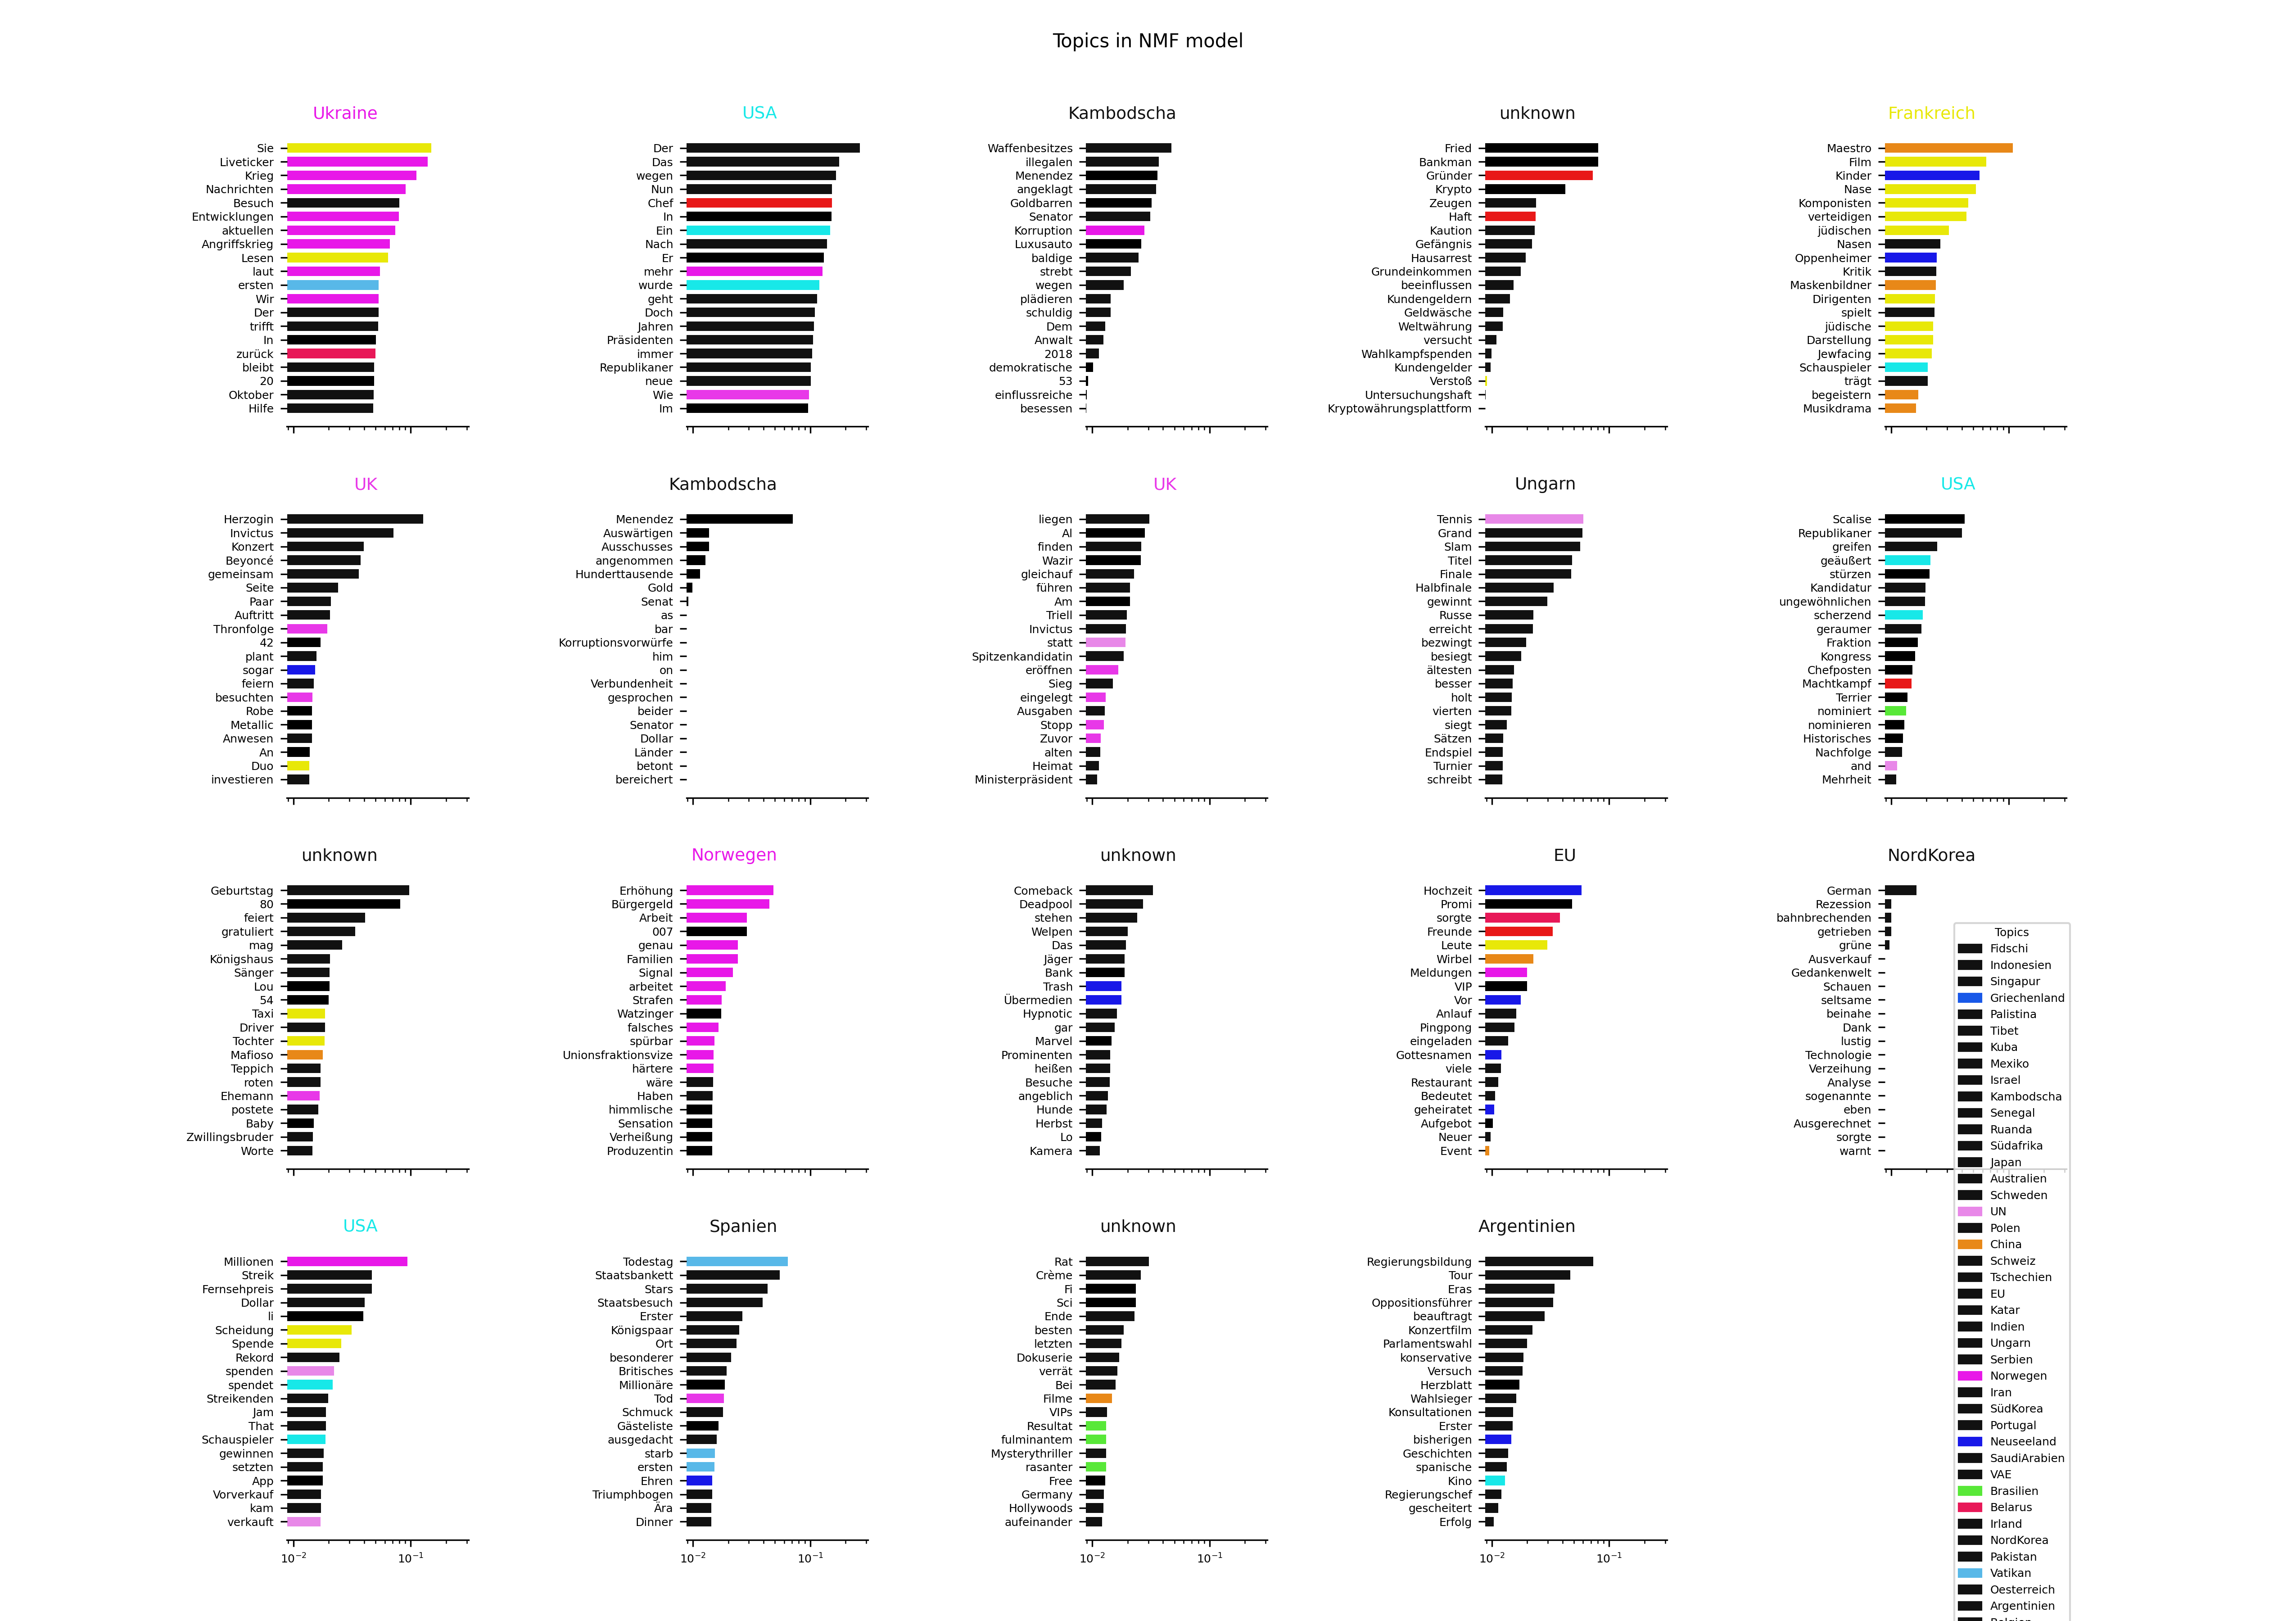 Topics in NMF model
Ukraine
Sie
Liveticker
Krieg
Nachrichten
Besuch
Entwicklungen
aktuellen
Angriffskrieg
Lesen
laut
ersten
Wir
Der
trifft
In
zurück
bleibt
20
Oktober
Hilfe
USA
Der
Das
wegen
Nun
Chef
In
Ein
Nach
Er
mehr
wurde
geht
Doch
Jahren
Präsidenten
immer
Republikaner
neue
Wie
Im
Kambodscha
Waffenbesitzes
illegalen
Menendez
angeklagt
Goldbarren
Senator
Korruption
Luxusauto
baldige
strebt
wegen
plädieren
schuldig
Dem
Anwalt
2018
demokratische
53
einflussreiche
besessen
unknown
Fried
Bankman
Gründer
Krypto
Zeugen
Haft
Kaution
Gefängnis
Hausarrest
Grundeinkommen
beeinflussen
Kundengeldern
Geldwäsche
Weltwährung
versucht
Wahlkampfspenden
Kundengelder
Verstoß
Untersuchungshaft
Kryptowährungsplattform
Frankreich
Maestro
Film
Kinder
Nase
Komponisten
verteidigen
jüdischen
Nasen
Oppenheimer
Kritik
Maskenbildner
Dirigenten
spielt
jüdische
Darstellung
Jewfacing
Schauspieler
trägt
begeistern
Musikdrama
UK
Herzogin
Invictus
Konzert
Beyoncé
gemeinsam
Seite
Paar
Auftritt
Thronfolge
42
plant
sogar
feiern
besuchten
Robe
Metallic
Anwesen
An
Duo
investieren
Kambodscha
Menendez
Auswärtigen
Ausschusses
angenommen
Hunderttausende
Gold
Senat
as
bar
Korruptionsvorwürfe
him
on
Verbundenheit
gesprochen
beider
Senator
Dollar
Länder
betont
bereichert
UK
liegen
Al
finden
Wazir
gleichauf
führen
Am
Triell
Invictus
statt
Spitzenkandidatin
eröffnen
Sieg
eingelegt
Ausgaben
Stopp
Zuvor
alten
Heimat
Ministerpräsident
Ungarn
Tennis
Grand
Slam
Titel
Finale
Halbfinale
gewinnt
Russe
erreicht
bezwingt
besiegt
ältesten
besser
holt
vierten
siegt
Sätzen
Endspiel
Turnier
schreibt
USA
Scalise
Republikaner
greifen
geäußert
stürzen
Kandidatur
ungewöhnlichen
scherzend
geraumer
Fraktion
Kongress
Chefposten
Machtkampf
Terrier
nominiert
nominieren
Historisches
Nachfolge
and
Mehrheit
unknown
Geburtstag
80
feiert
gratuliert
mag
Königshaus
Sänger
Lou
54
Taxi
Driver
Tochter
Mafioso
Teppich
roten
Ehemann
postete
Baby
Zwillingsbruder
Worte
Norwegen
Erhöhung
Bürgergeld
Arbeit
007
genau
Familien
Signal
arbeitet
Strafen
Watzinger
falsches
spürbar
Unionsfraktionsvize
härtere
wäre
Haben
himmlische
Sensation
Verheißung
Produzentin
unknown
Comeback
Deadpool
stehen
Welpen
Das
Jäger
Bank
Trash
Übermedien
Hypnotic
gar
Marvel
Prominenten
heißen
Besuche
angeblich
Hunde
Herbst
Lo
Kamera
EU
Hochzeit
Promi
sorgte
Freunde
Leute
Wirbel
Meldungen
VIP
Vor
Anlauf
Pingpong
eingeladen
Gottesnamen
viele
Restaurant
Bedeutet
geheiratet
Aufgebot
Neuer
Event
NordKorea
German
Rezession
bahnbrechenden
getrieben
grüne
Ausverkauf
Gedankenwelt
Schauen
seltsame
beinahe
Dank
lustig
Technologie
Verzeihung
Analyse
sogenannte
eben
Ausgerechnet
sorgte
warnt
USA
Millionen
Streik
Fernsehpreis
Dollar
li
Scheidung
Spende
Rekord
spenden
spendet
Streikenden
Jam
That
Schauspieler
gewinnen
setzten
App
Vorverkauf
kam
verkauft
10⁻² 10⁻¹
Spanien
Todestag
Staatsbankett
Stars
Staatsbesuch
Erster
Königspaar
Ort
besonderer
Britisches
Millionäre
Tod
Schmuck
Gästeliste
ausgedacht
starb
ersten
Ehren
Triumphbogen
Ära
Dinner
10⁻² 10⁻¹
unknown
Rat
Crème
Fi
Sci
Ende
besten
letzten
Dokuserie
verrät
Bei
Filme
VIPs
Resultat
fulminantem
Mysterythriller
rasanter
Free
Germany
Hollywoods
aufeinander
10⁻² 10⁻¹
Argentinien
Regierungsbildung
Tour
Eras
Oppositionsführer
beauftragt
Konzertfilm
Parlamentswahl
konservative
Versuch
Herzblatt
Wahlsieger
Konsultationen
Erster
bisherigen
Geschichten
spanische
Kino
Regierungschef
gescheitert
Erfolg
10⁻² 10⁻¹
Topics
Fidschi
Indonesien
Singapur
Griechenland
Palistina
Tibet
Kuba
Mexiko
Israel
Kambodscha
Senegal
Ruanda
Südafrika
Japan
Australien
Schweden
UN
Polen
China
Schweiz
Tschechien
EU
Katar
Indien
Ungarn
Serbien
Norwegen
Iran
SüdKorea
Portugal
Neuseeland
SaudiArabien
VAE
Brasilien
Belarus
Irland
NordKorea
Pakistan
Vatikan
Oesterreich
Argentinien